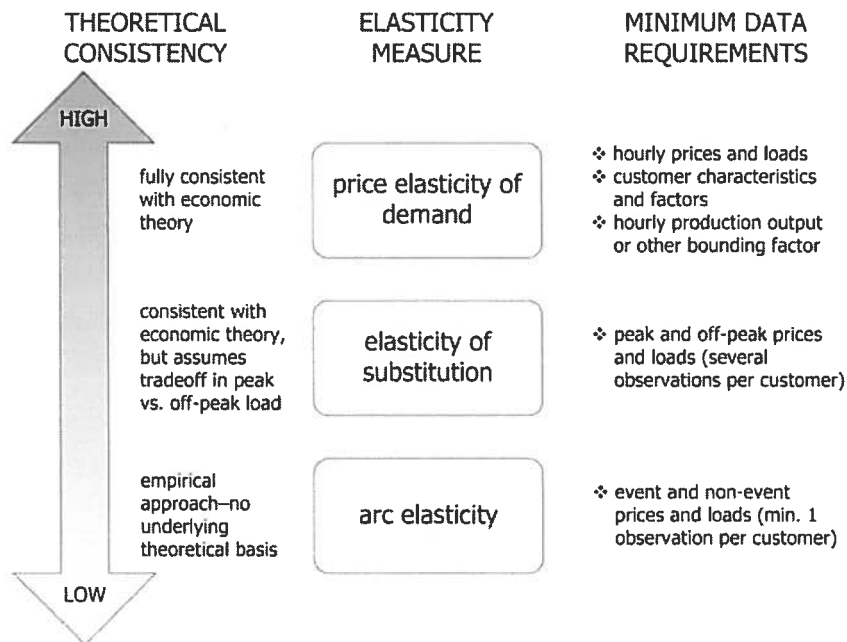 THEORETICAL
CONSISTENCY
ELASTICITY
MEASURE
MINIMUM DATA
REQUIREMENTS
HIGH
fully consistent
with economic
theory
price elasticity of
demand
❖ hourly prices and loads
❖ customer characteristics
and factors
❖ hourly production output
or other bounding factor
consistent with
economic theory,
but assumes
tradeoff in peak
vs. off-peak load
elasticity of
substitution
❖ peak and off-peak prices
and loads (several
observations per customer)
empirical
approach–no
underlying
theoretical basis
arc elasticity
❖ event and non-event
prices and loads (min. 1
observation per customer)
LOW